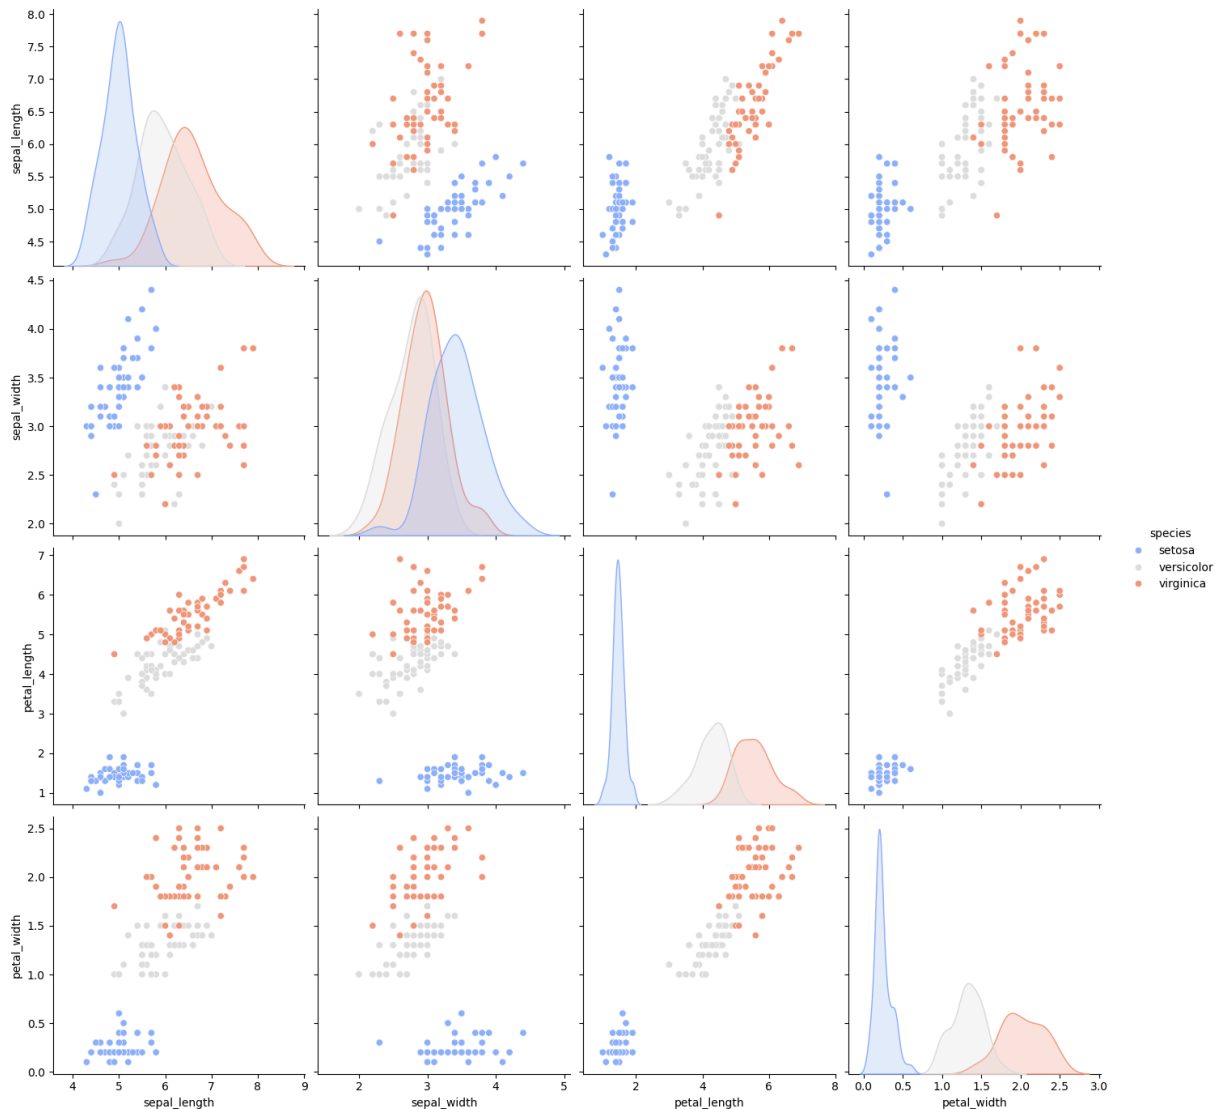 8.0
7.5
7.0
6.5
6.0
5.5
5.0
4.5
sepal_length
4.5
4.0
3.5
3.0
2.5
2.0
sepal_width
7
6
5
4
3
2
1
petal_length
2.5
2.0
1.5
1.0
0.5
0.0
petal_width
4 5 6 7 8 9
sepal_length
2 3 4 5
sepal_width
2 4 6 8
petal_length
0.0 0.5 1.0 1.5 2.0 2.5 3.0
petal_width
species
setosa
versicolor
virginica